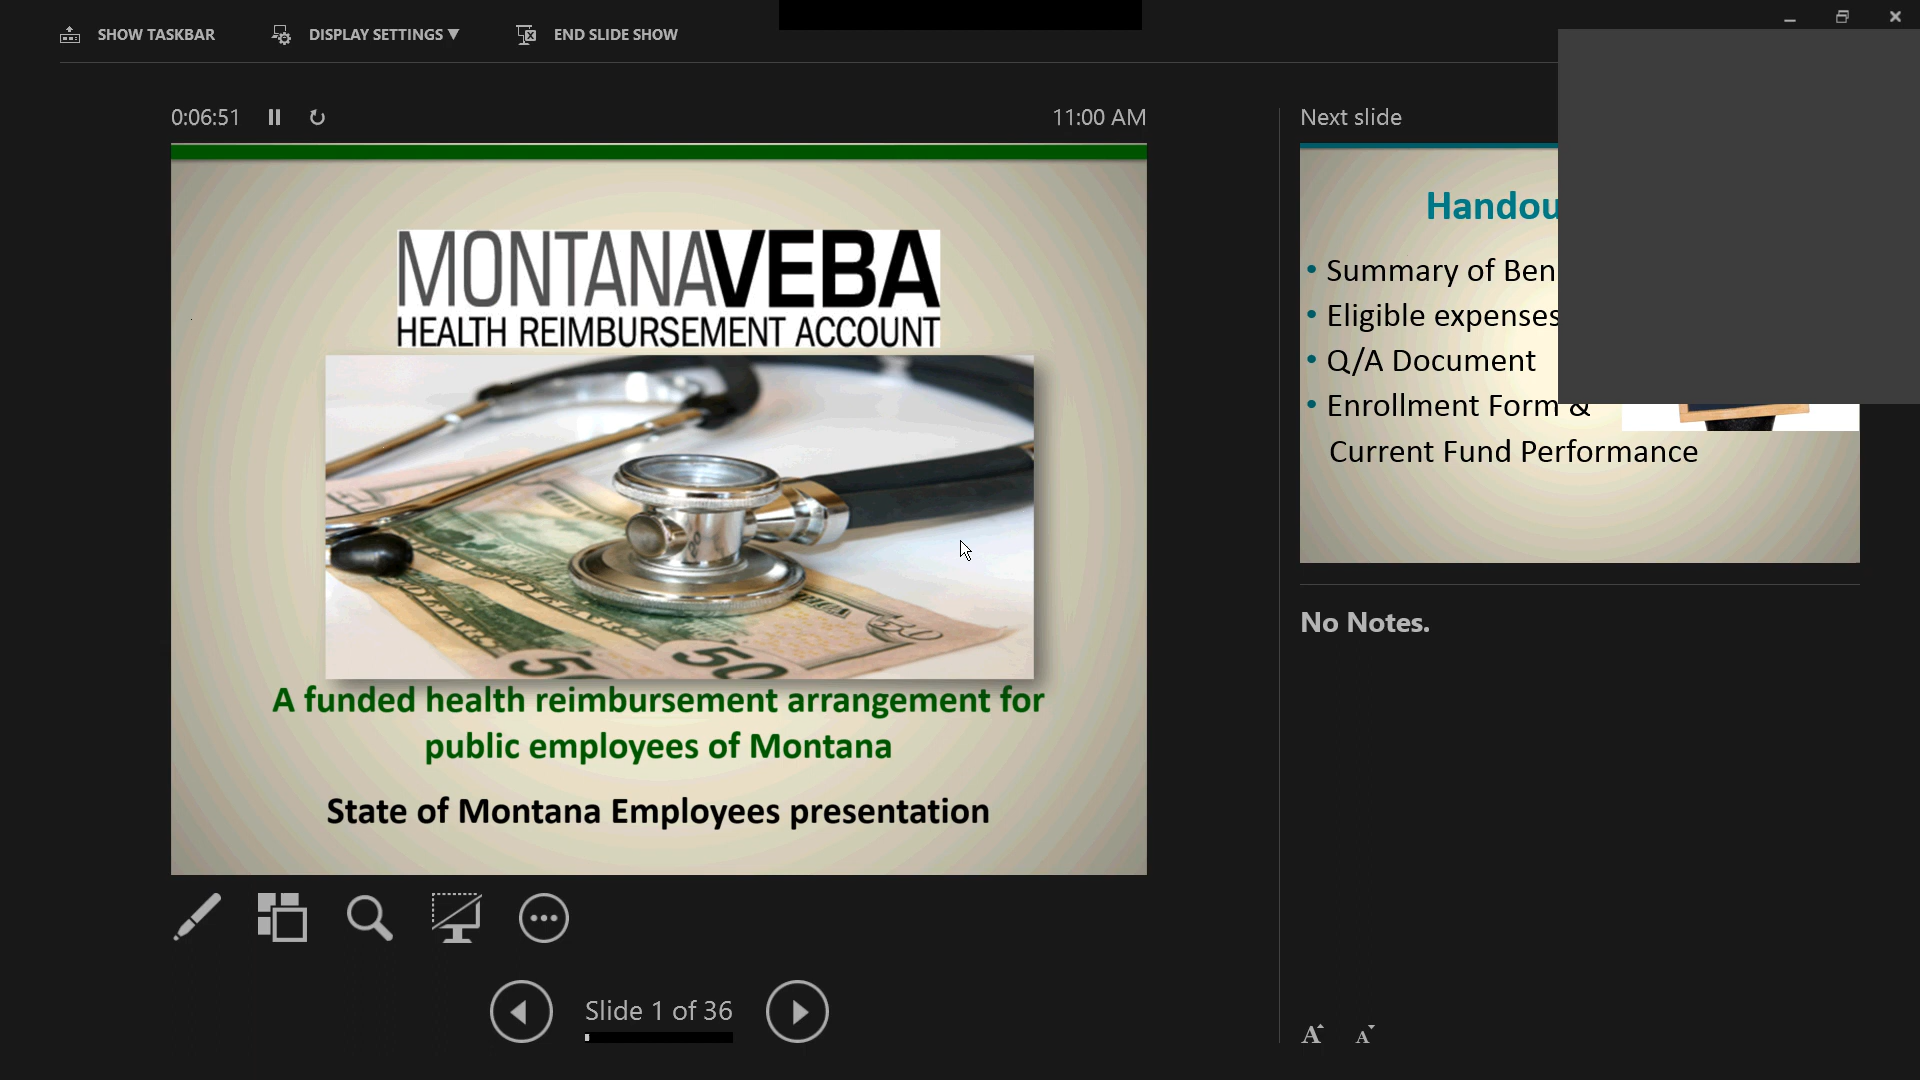 SHOW TASKBAR
DISPLAY SETTINGS ▼
END SLIDE SHOW
0:06:51
11:00 AM
MONTANAVEBA
HEALTH REIMBURSEMENT ACCOUNT
50
50
A funded health reimbursement arrangement for
public employees of Montana
State of Montana Employees presentation
Slide 1 of 36
Next slide
• Summary of
• Eligible expenses
• Q/A Document
• Enrollment Form &
Current Fund Performance
No Notes.
A
A